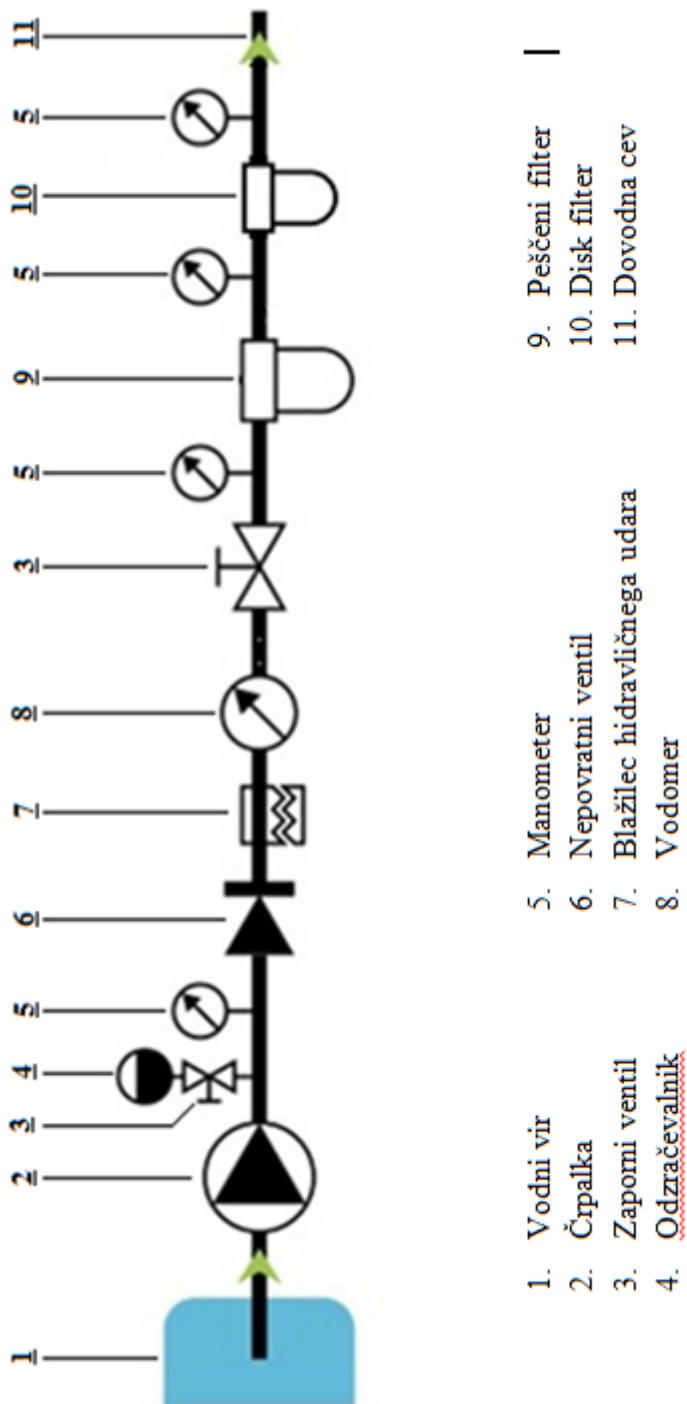 1 2 3 4 5 6 7 8 3 5 9 5 10 5 11
1. Vodni vir
2. Črpalka
3. Zaporni ventil
4. Odzračevalnik
5. Manometer
6. Nepovratni ventil
7. Blažilec hidravličnega udara
8. Vodomer
9. Peščeni filter
10. Disk filter
11. Dovodna cev